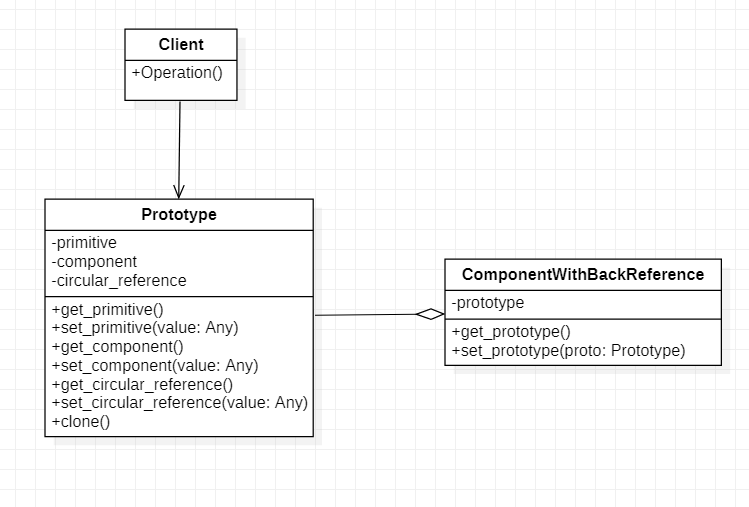 Client
+Operation()
Prototype
-primitive
-component
-circular_reference
+get_primitive()
+set_primitive(value: Any)
+get_component()
+set_component(value: Any)
+get_circular_reference()
+set_circular_reference(value: Any)
+clone()
ComponentWithBackReference
-prototype
+get_prototype()
+set_prototype(proto: Prototype)